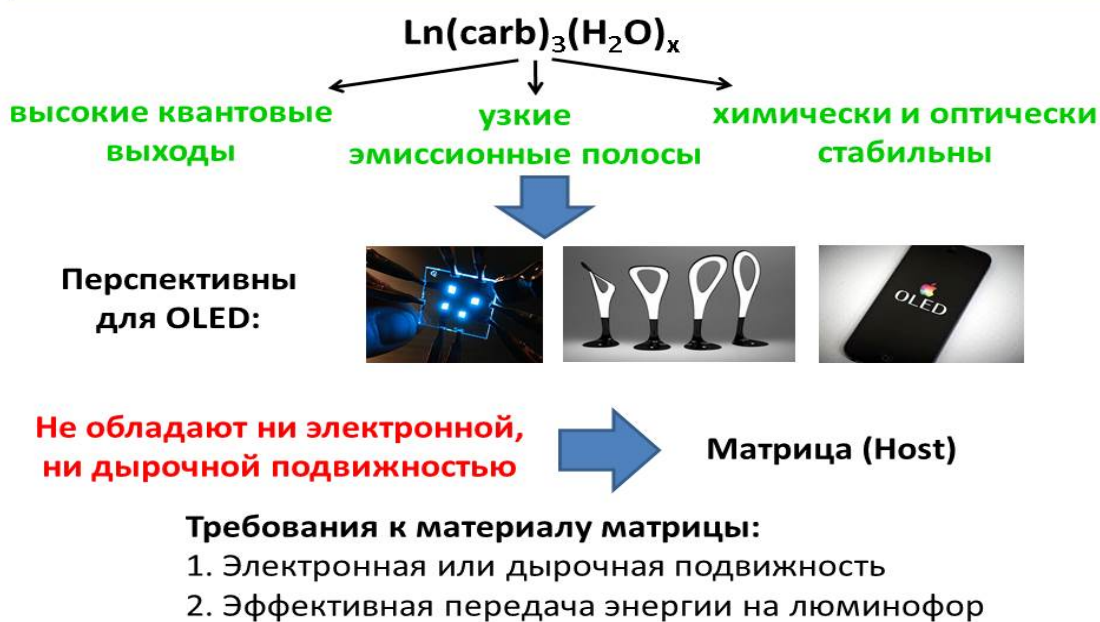 Ln(carb)₃(H₂O)ₓ
высокие квантовые
выходы
узкие
эмиссионные полосы
химически и оптически
стабильны
Перспективны
для OLED:
OLED
Не обладают ни электронной,
ни дырочной подвижностью
Матрица (Host)
Требования к материалу матрицы:
1. Электронная или дырочная подвижность
2. Эффективная передача энергии на люминофор